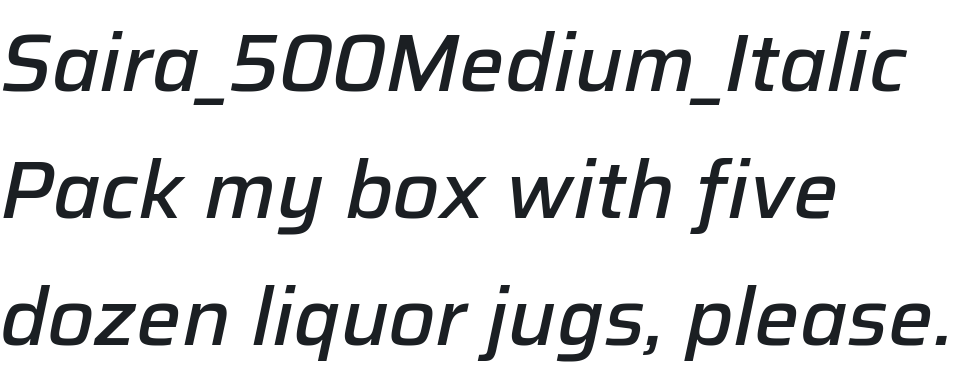 Saira_500Medium_Italic
Pack my box with five
dozen liquor jugs, please.